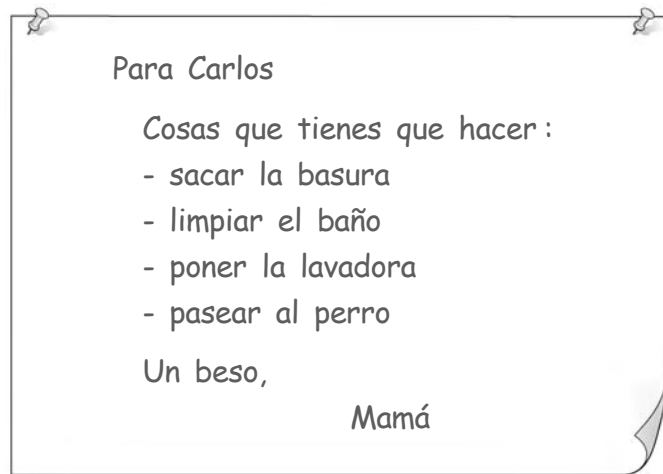 Para Carlos
Cosas que tienes que hacer:
- sacar la basura
- limpiar el baño
- poner la lavadora
- pasear al perro
Un beso,
Mamá